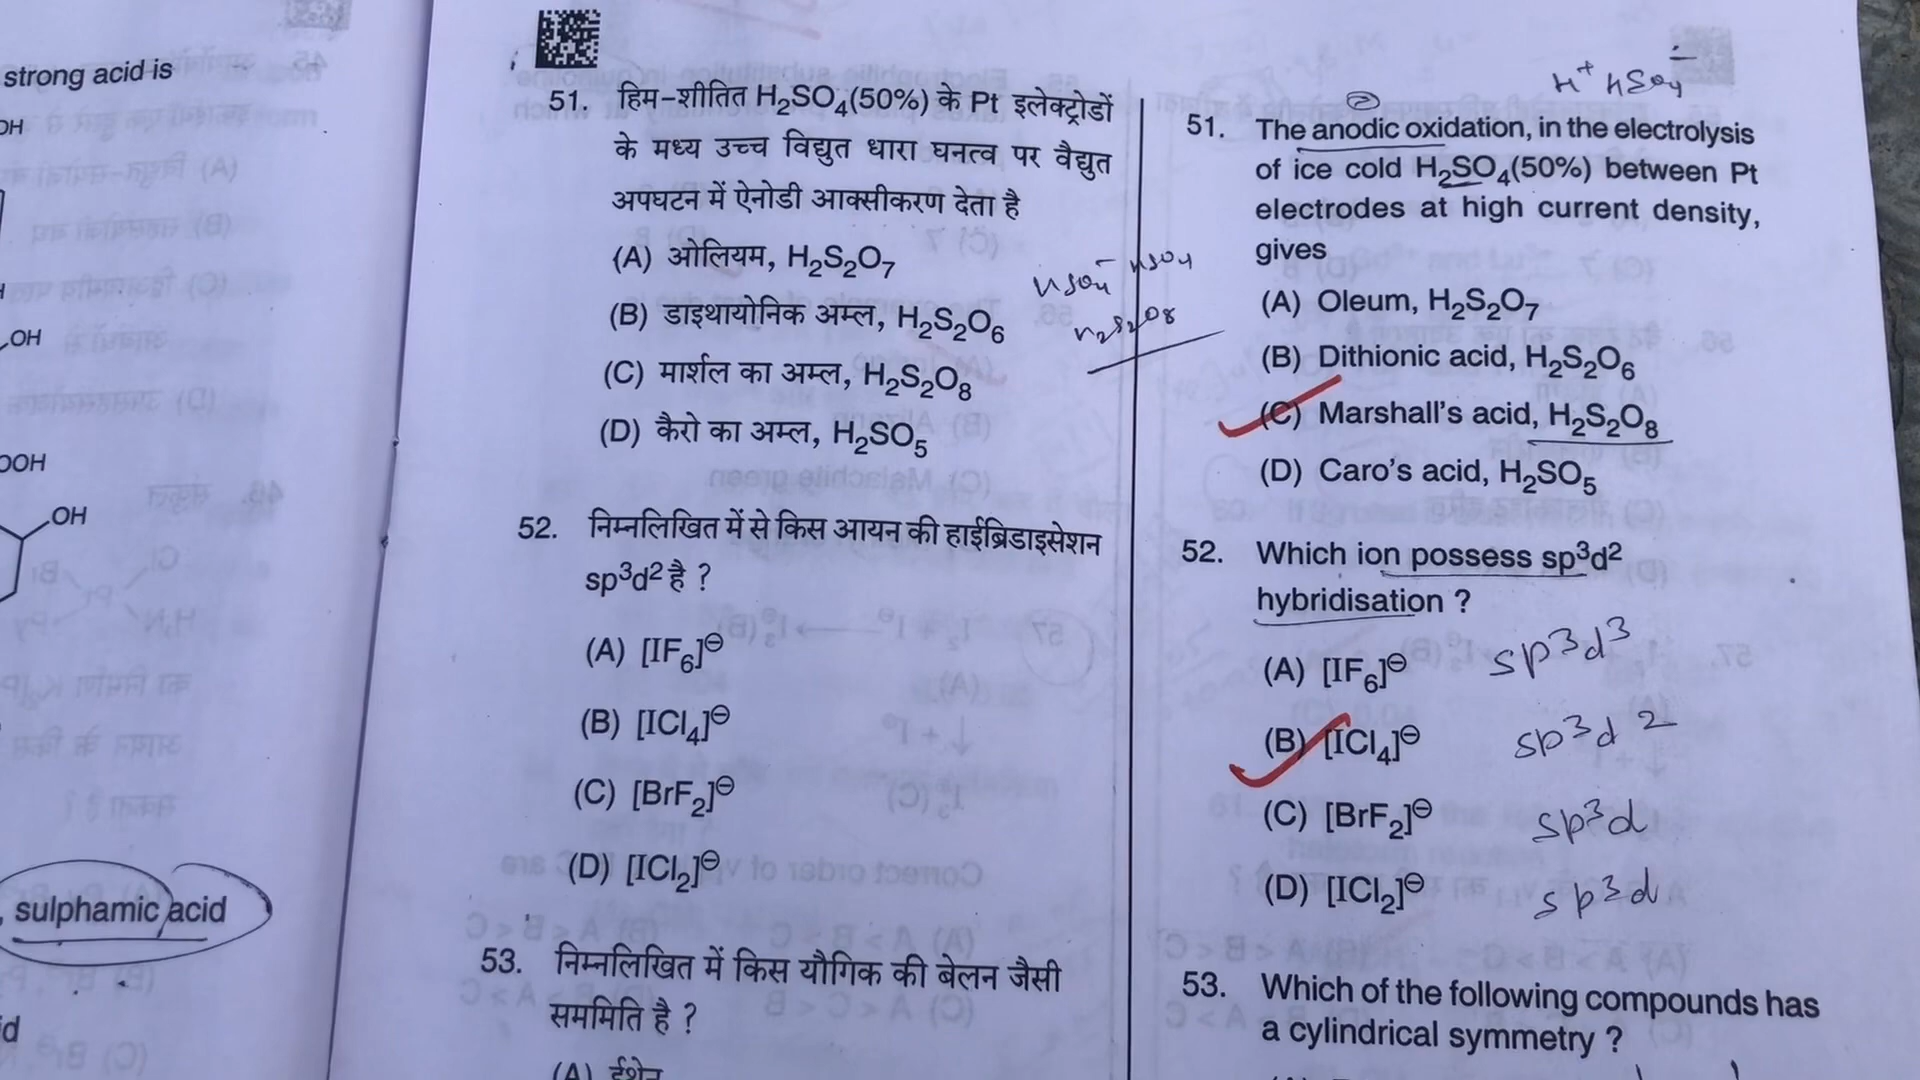 strong acid is
OH
OH
OOH
OH
sulphamic acid
51. हिम-शीतित H₂SO₄(50%) के Pt इलेक्ट्रोडों
के मध्य उच्च विद्युत धारा घनत्व पर वैद्युत
अपघटन में ऐनोडी आक्सीकरण देता है
(A) ओलियम, H₂S₂O₇
(B) डाइथायोनिक अम्ल, H₂S₂O₆
(C) मार्शल का अम्ल, H₂S₂O₈
(D) कैरो का अम्ल, H₂SO₅
HSO₄⁻ HSO₄
H₂S₂O₈
52. निम्नलिखित में से किस आयन की हाईब्रिडाइसेशन
sp³d² है ?
(A) [IF₆]⊖
(B) [ICl₄]⊖
(C) [BrF₂]⊖
(D) [ICl₂]⊖
53. निम्नलिखित में किस यौगिक की बेलन जैसी
सममिति है ?
(A) ईथेन
H⁺ HSO₄⁻
51. The anodic oxidation, in the electrolysis
of ice cold H₂SO₄(50%) between Pt
electrodes at high current density,
gives
(A) Oleum, H₂S₂O₇
(B) Dithionic acid, H₂S₂O₆
(C) Marshall's acid, H₂S₂O₈
(D) Caro's acid, H₂SO₅
52. Which ion possess sp³d²
hybridisation ?
(A) [IF₆]⊖ sp³d³
(B) [ICl₄]⊖ sp³d²
(C) [BrF₂]⊖ sp³d
(D) [ICl₂]⊖ sp³d
53. Which of the following compounds has
a cylindrical symmetry ?